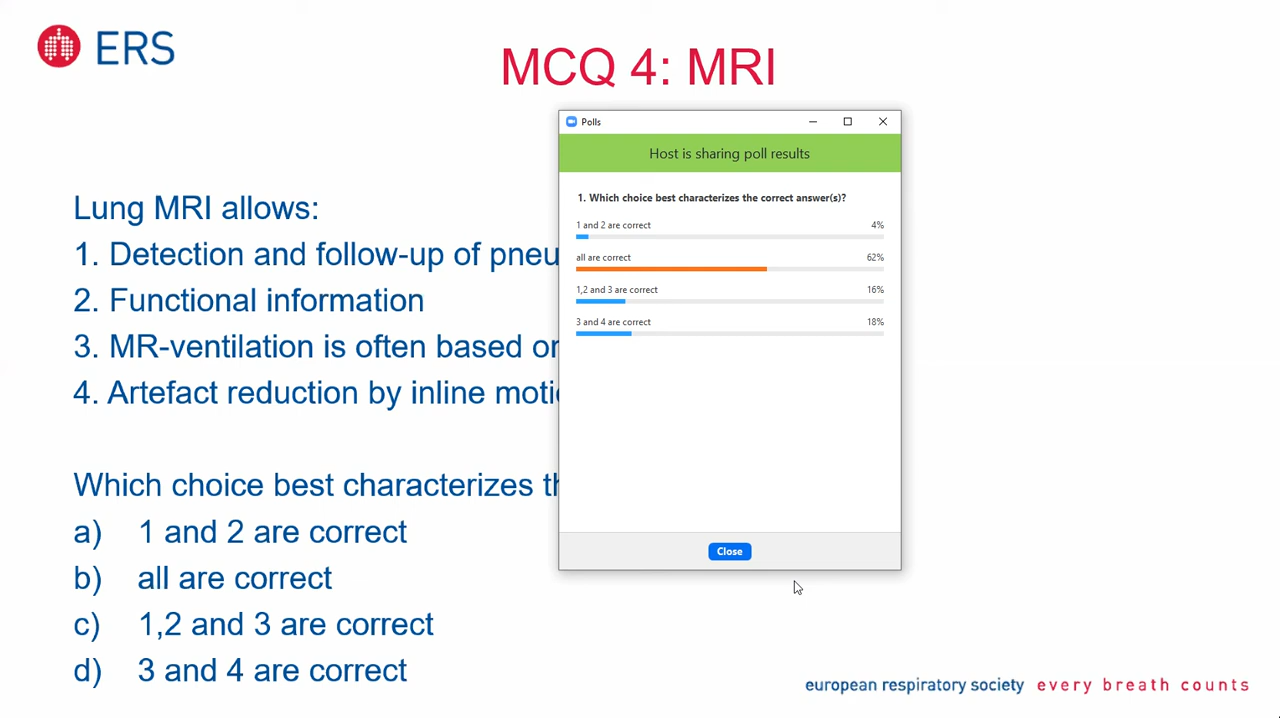 ERS
MCQ 4: MRI
Polls
Host is sharing poll results
1. Which choice best characterizes the correct answer(s)?
1 and 2 are correct 4%
all are correct 62%
1,2 and 3 are correct 16%
3 and 4 are correct 18%
Close
Lung MRI allows:
1. Detection and follow-up of
2. Functional information
3. MR-ventilation is often based
4. Artefact reduction by inline
Which choice best characterizes
a) 1 and 2 are correct
b) all are correct
c) 1,2 and 3 are correct
d) 3 and 4 are correct
european respiratory society every breath counts